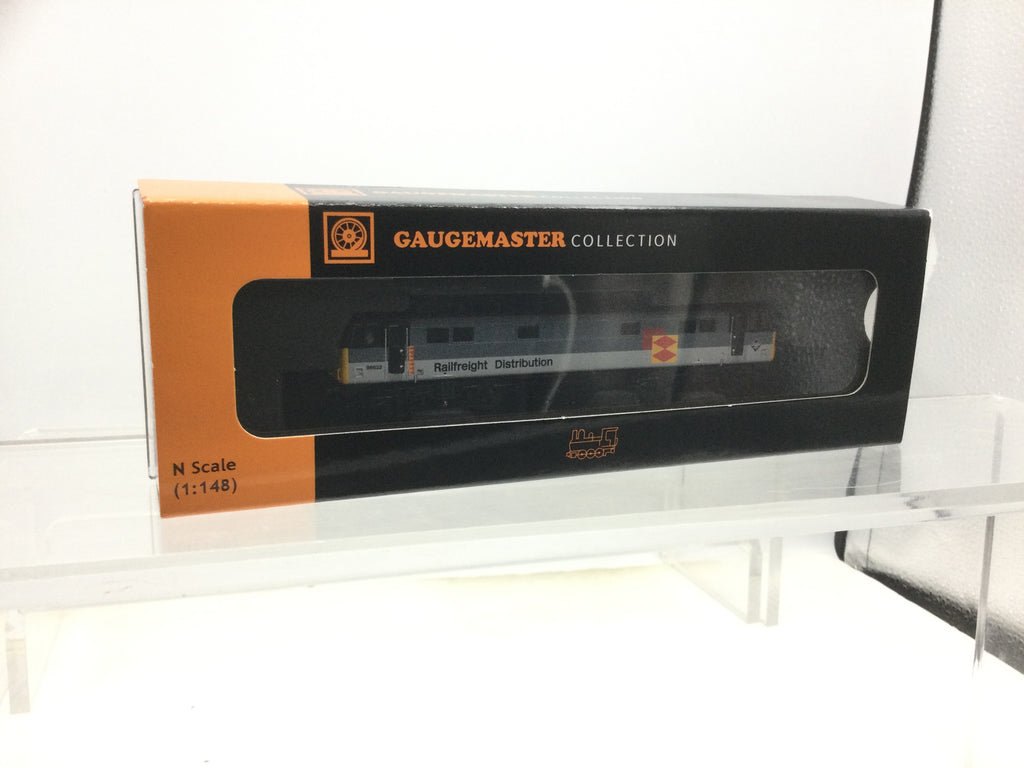 GAUGEMASTER COLLECTION
Railfreight Distribution
N Scale
(1:148)